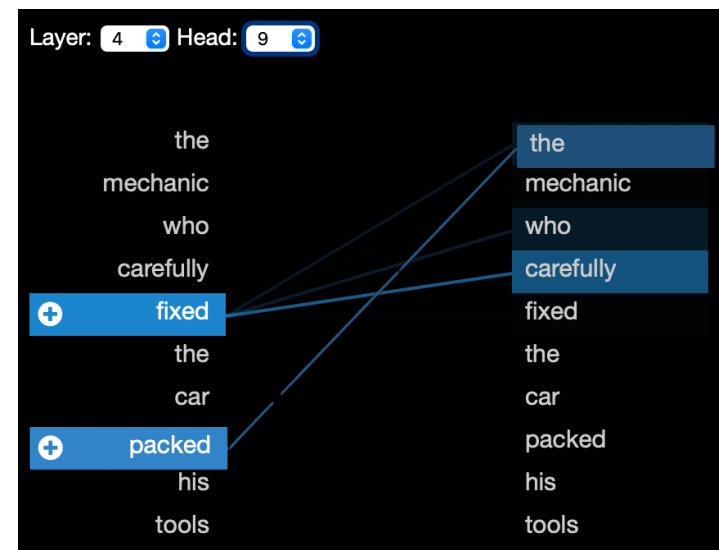 Layer: 4 Head: 9
the the
mechanic mechanic
who who
carefully carefully
fixed fixed
the the
car car
packed packed
his his
tools tools